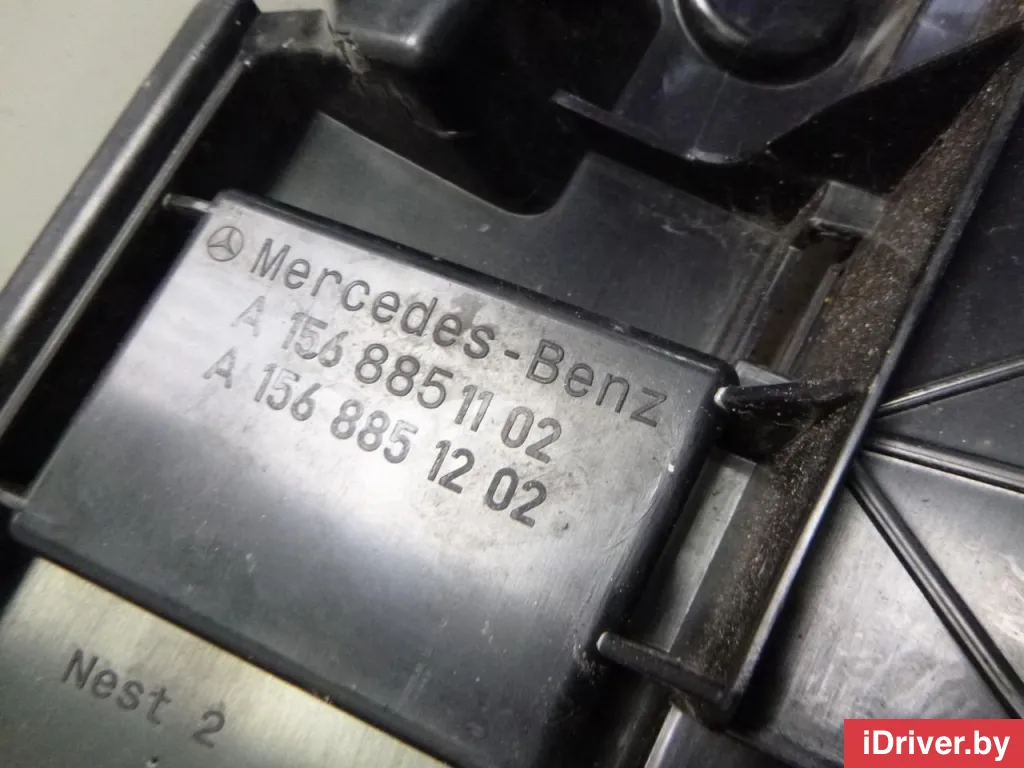 Mercedes-Benz
A 156 885 11 02
A 156 885 12 02
Nest 2
iDriver.by